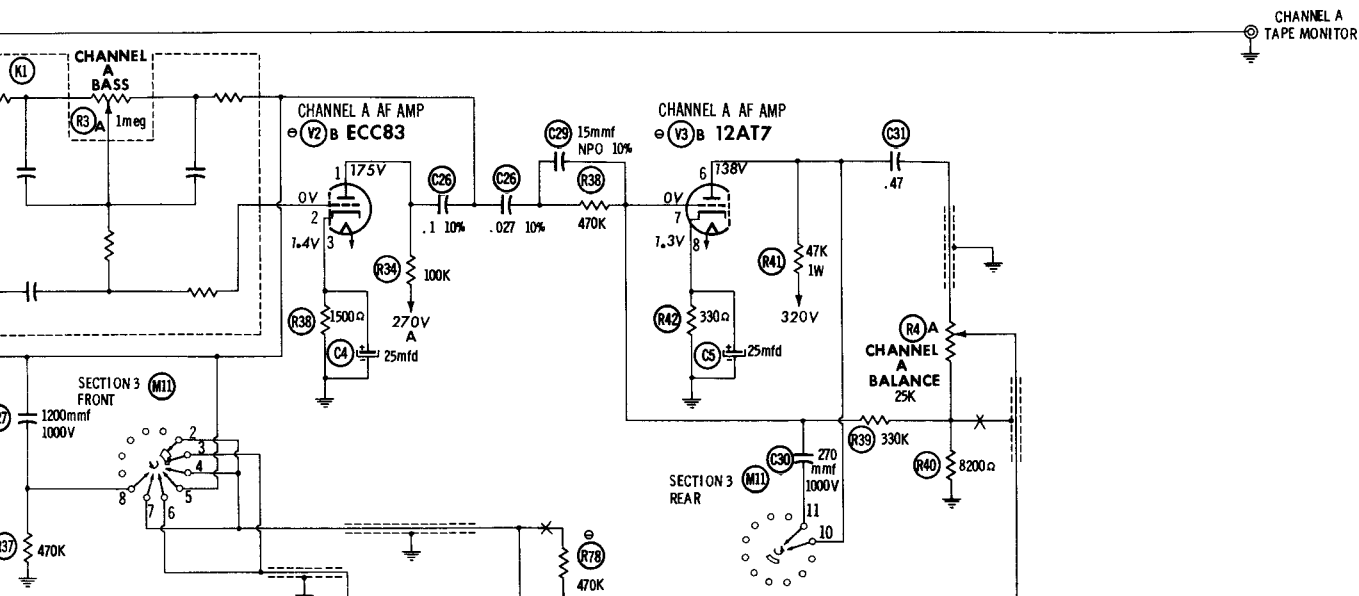 CHANNEL A
TAPE MONITOR
K1
CHANNEL
A
BASS
R3 A 1meg
CHANNEL A AF AMP
⊖ V2 B ECC83
1 175V
0V
2
1.4V 3
R38 1500Ω
C4 25mfd
R34 100K
270V
A
C26
.1 10%
C26
.027 10%
C29 15mmf
NPO 10%
R38
470K
CHANNEL A AF AMP
⊖ V3 B 12AT7
6 138V
0V
7
1.3V 8
R42 330Ω
C5 25mfd
R41 47K
1W
320V
C31
.47
R4 A
CHANNEL
A
BALANCE
25K
R39 330K
R40 8200Ω
SECTION 3 M11
FRONT
27 1200mmf
1000V
2
3
4
5
6
7
8
R37 470K
⊖
R78
470K
SECTION 3 M11
REAR
C30 270
mmf
1000V
11
10